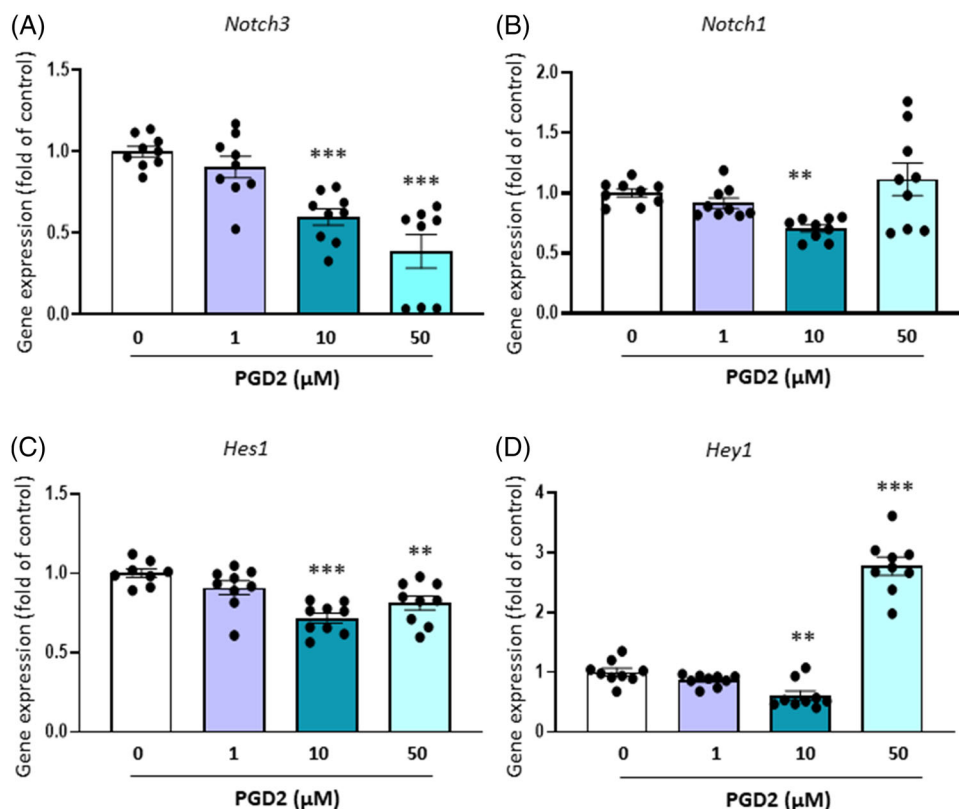 (A)
Notch3
Gene expression (fold of control)
1.5
1.0
0.5
0.0
***
***
0 1 10 50
PGD2 (µM)
(B)
Notch1
Gene expression (fold of control)
2.0
1.5
1.0
0.5
0.0
**
0 1 10 50
PGD2 (µM)
(C)
Hes1
Gene expression (fold of control)
1.5
1.0
0.5
0.0
***
**
0 1 10 50
PGD2 (µM)
(D)
Hey1
Gene expression (fold of control)
4
3
2
1
0
**
***
0 1 10 50
PGD2 (µM)